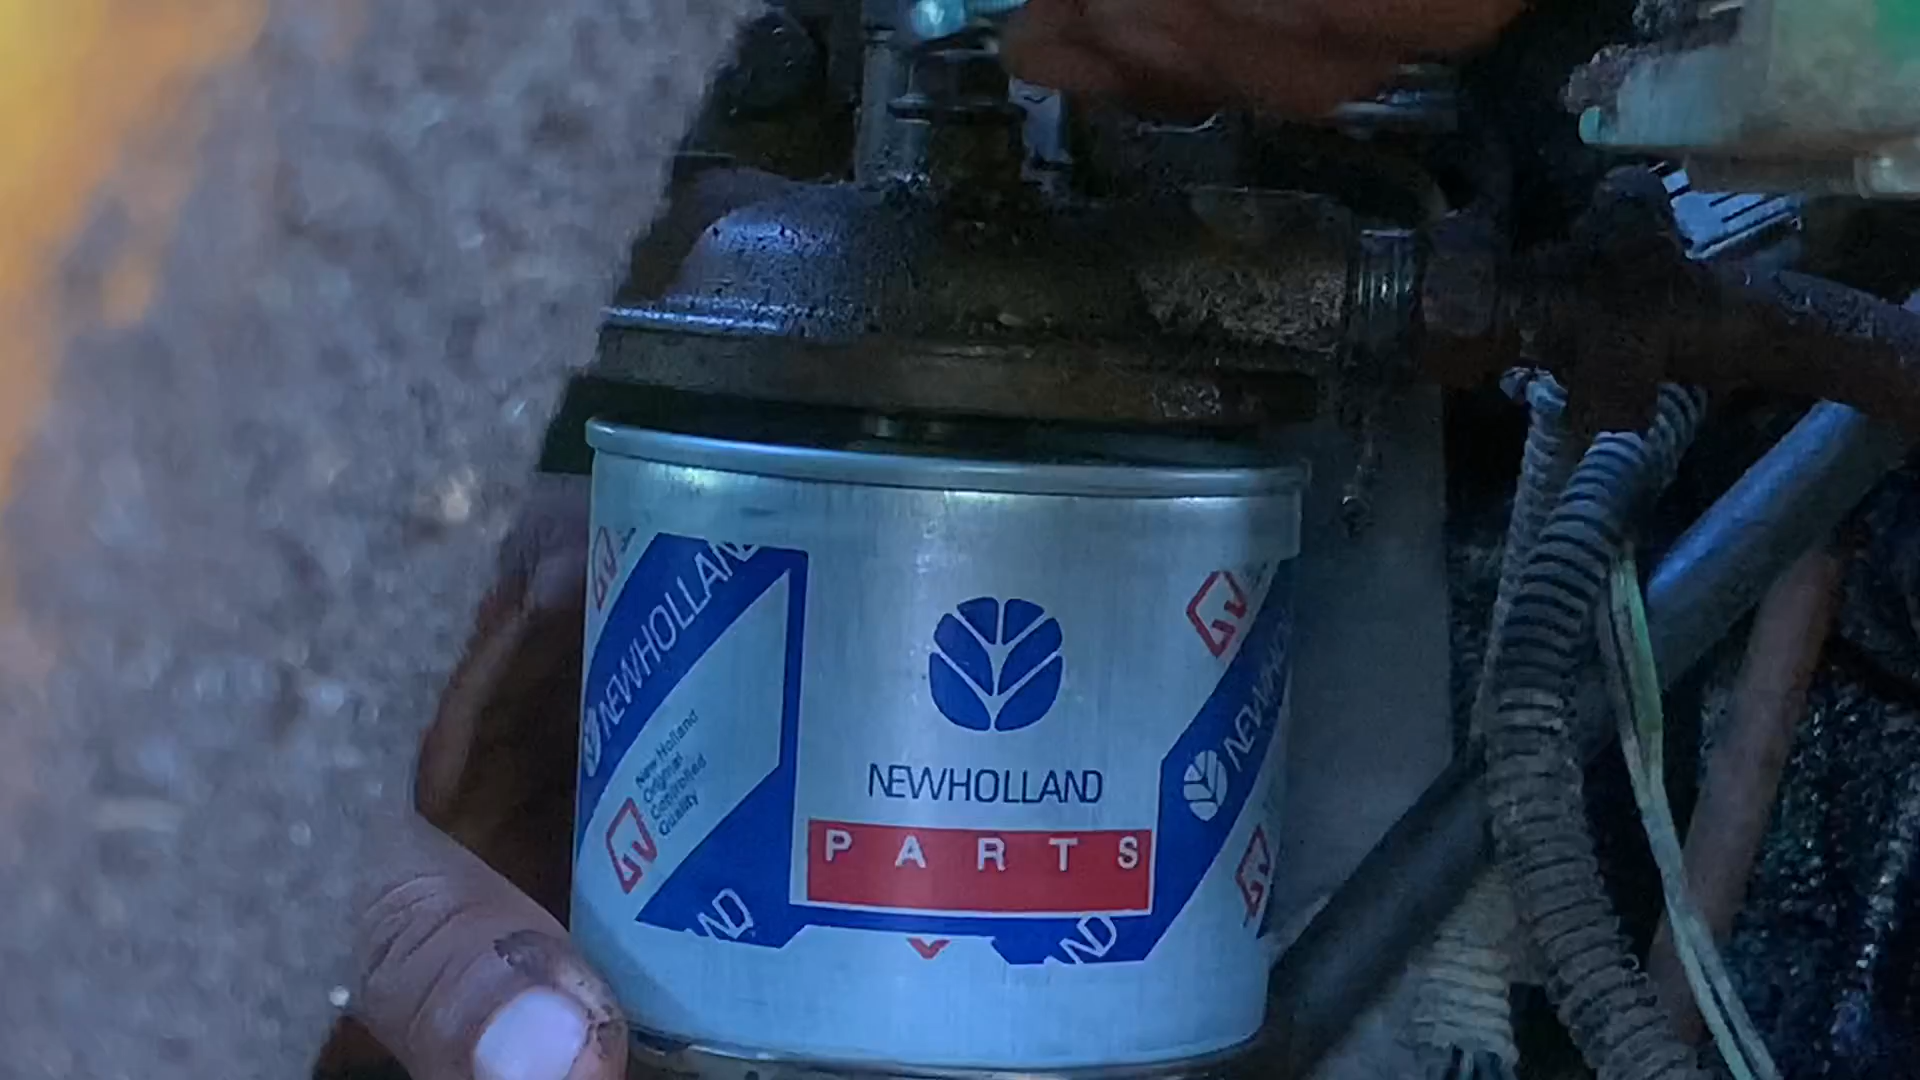 NEWHOLLAND
New Holland
Original
Controlled
Quality
NEWHOLLAND
PARTS